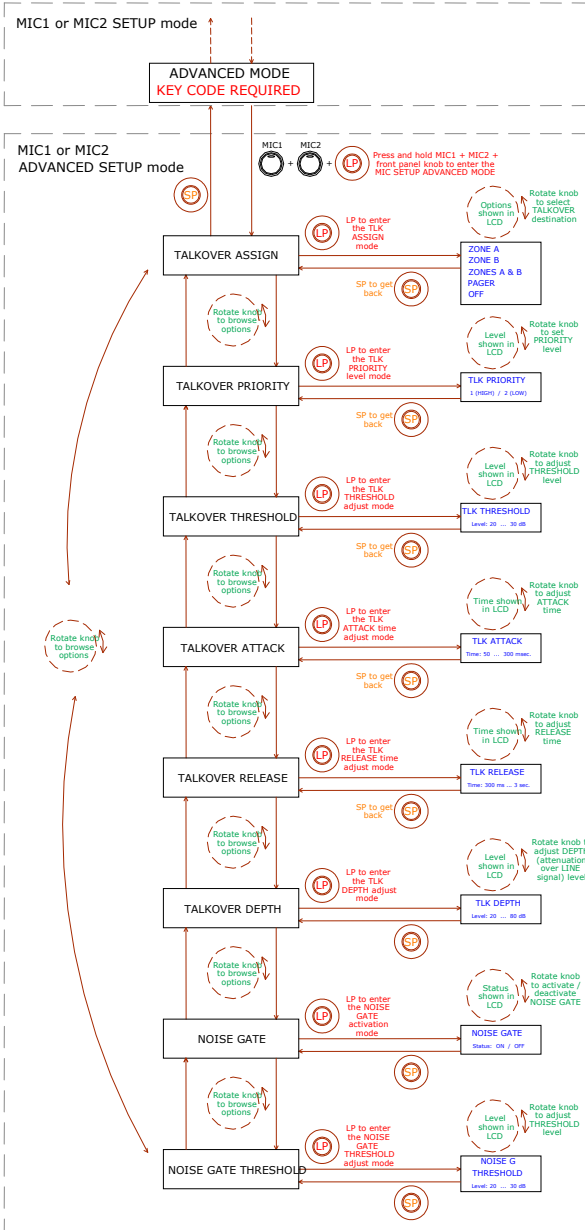 MIC1 or MIC2 SETUP mode
ADVANCED MODE
KEY CODE REQUIRED
MIC1 or MIC2
ADVANCED SETUP mode
MIC1
MIC2
+
+
LP
Press and hold MIC1 + MIC2 +
front panel knob to enter the
MIC SETUP ADVANCED MODE
SP
TALKOVER ASSIGN
LP
LP to enter
the TLK
ASSIGN
mode
Options
shown in
LCD
Rotate knob
to select
TALKOVER
destination
SP to get
back
SP
ZONE A
ZONE B
ZONES A & B
PAGER
OFF
Rotate knob
to browse
options
TALKOVER PRIORITY
LP
LP to enter
the TLK
PRIORITY
level mode
Level
shown in
LCD
Rotate knob
to set
PRIORITY
level
SP to get
back
SP
TLK PRIORITY
1 (HIGH) / 2 (LOW)
Rotate knob
to browse
options
TALKOVER THRESHOLD
LP
LP to enter
the TLK
THRESHOLD
adjust mode
Level
shown in
LCD
Rotate knob
to adjust
THRESHOLD
level
SP to get
back
SP
TLK THRESHOLD
Level: 20 ... 30 dB
Rotate knob
to browse
options
Rotate knob
to browse
options
TALKOVER ATTACK
LP
LP to enter
the TLK
ATTACK time
adjust mode
Time shown
in LCD
Rotate knob
to adjust
ATTACK
time
SP to get
back
SP
TLK ATTACK
Time: 50 ... 300 msec.
Rotate knob
to browse
options
TALKOVER RELEASE
LP
LP to enter
the TLK
RELEASE time
adjust mode
Time shown
in LCD
Rotate knob
to adjust
RELEASE
time
SP to get
back
SP
TLK RELEASE
Time: 300 ms ... 3 sec.
Rotate knob
to browse
options
TALKOVER DEPTH
LP
LP to enter
the TLK
DEPTH adjust
mode
Level
shown in
LCD
Rotate knob t
adjust DEPTH
(attenuation
over LINE
signal) level
SP
TLK DEPTH
Level: 20 ... 80 dB
Rotate knob
to browse
options
NOISE GATE
LP
LP to enter
the NOISE
GATE
activation
mode
Status
shown in
LCD
Rotate knob
to activate /
deactivate
NOISE GATE
SP
NOISE GATE
Status: ON / OFF
Rotate knob
to browse
options
NOISE GATE THRESHOLD
LP
LP to enter
the NOISE
GATE
THRESHOLD
adjust mode
Level
shown in
LCD
Rotate knob
to adjust
THRESHOLD
level
SP
NOISE G
THRESHOLD
Level: 20 ... 30 dB